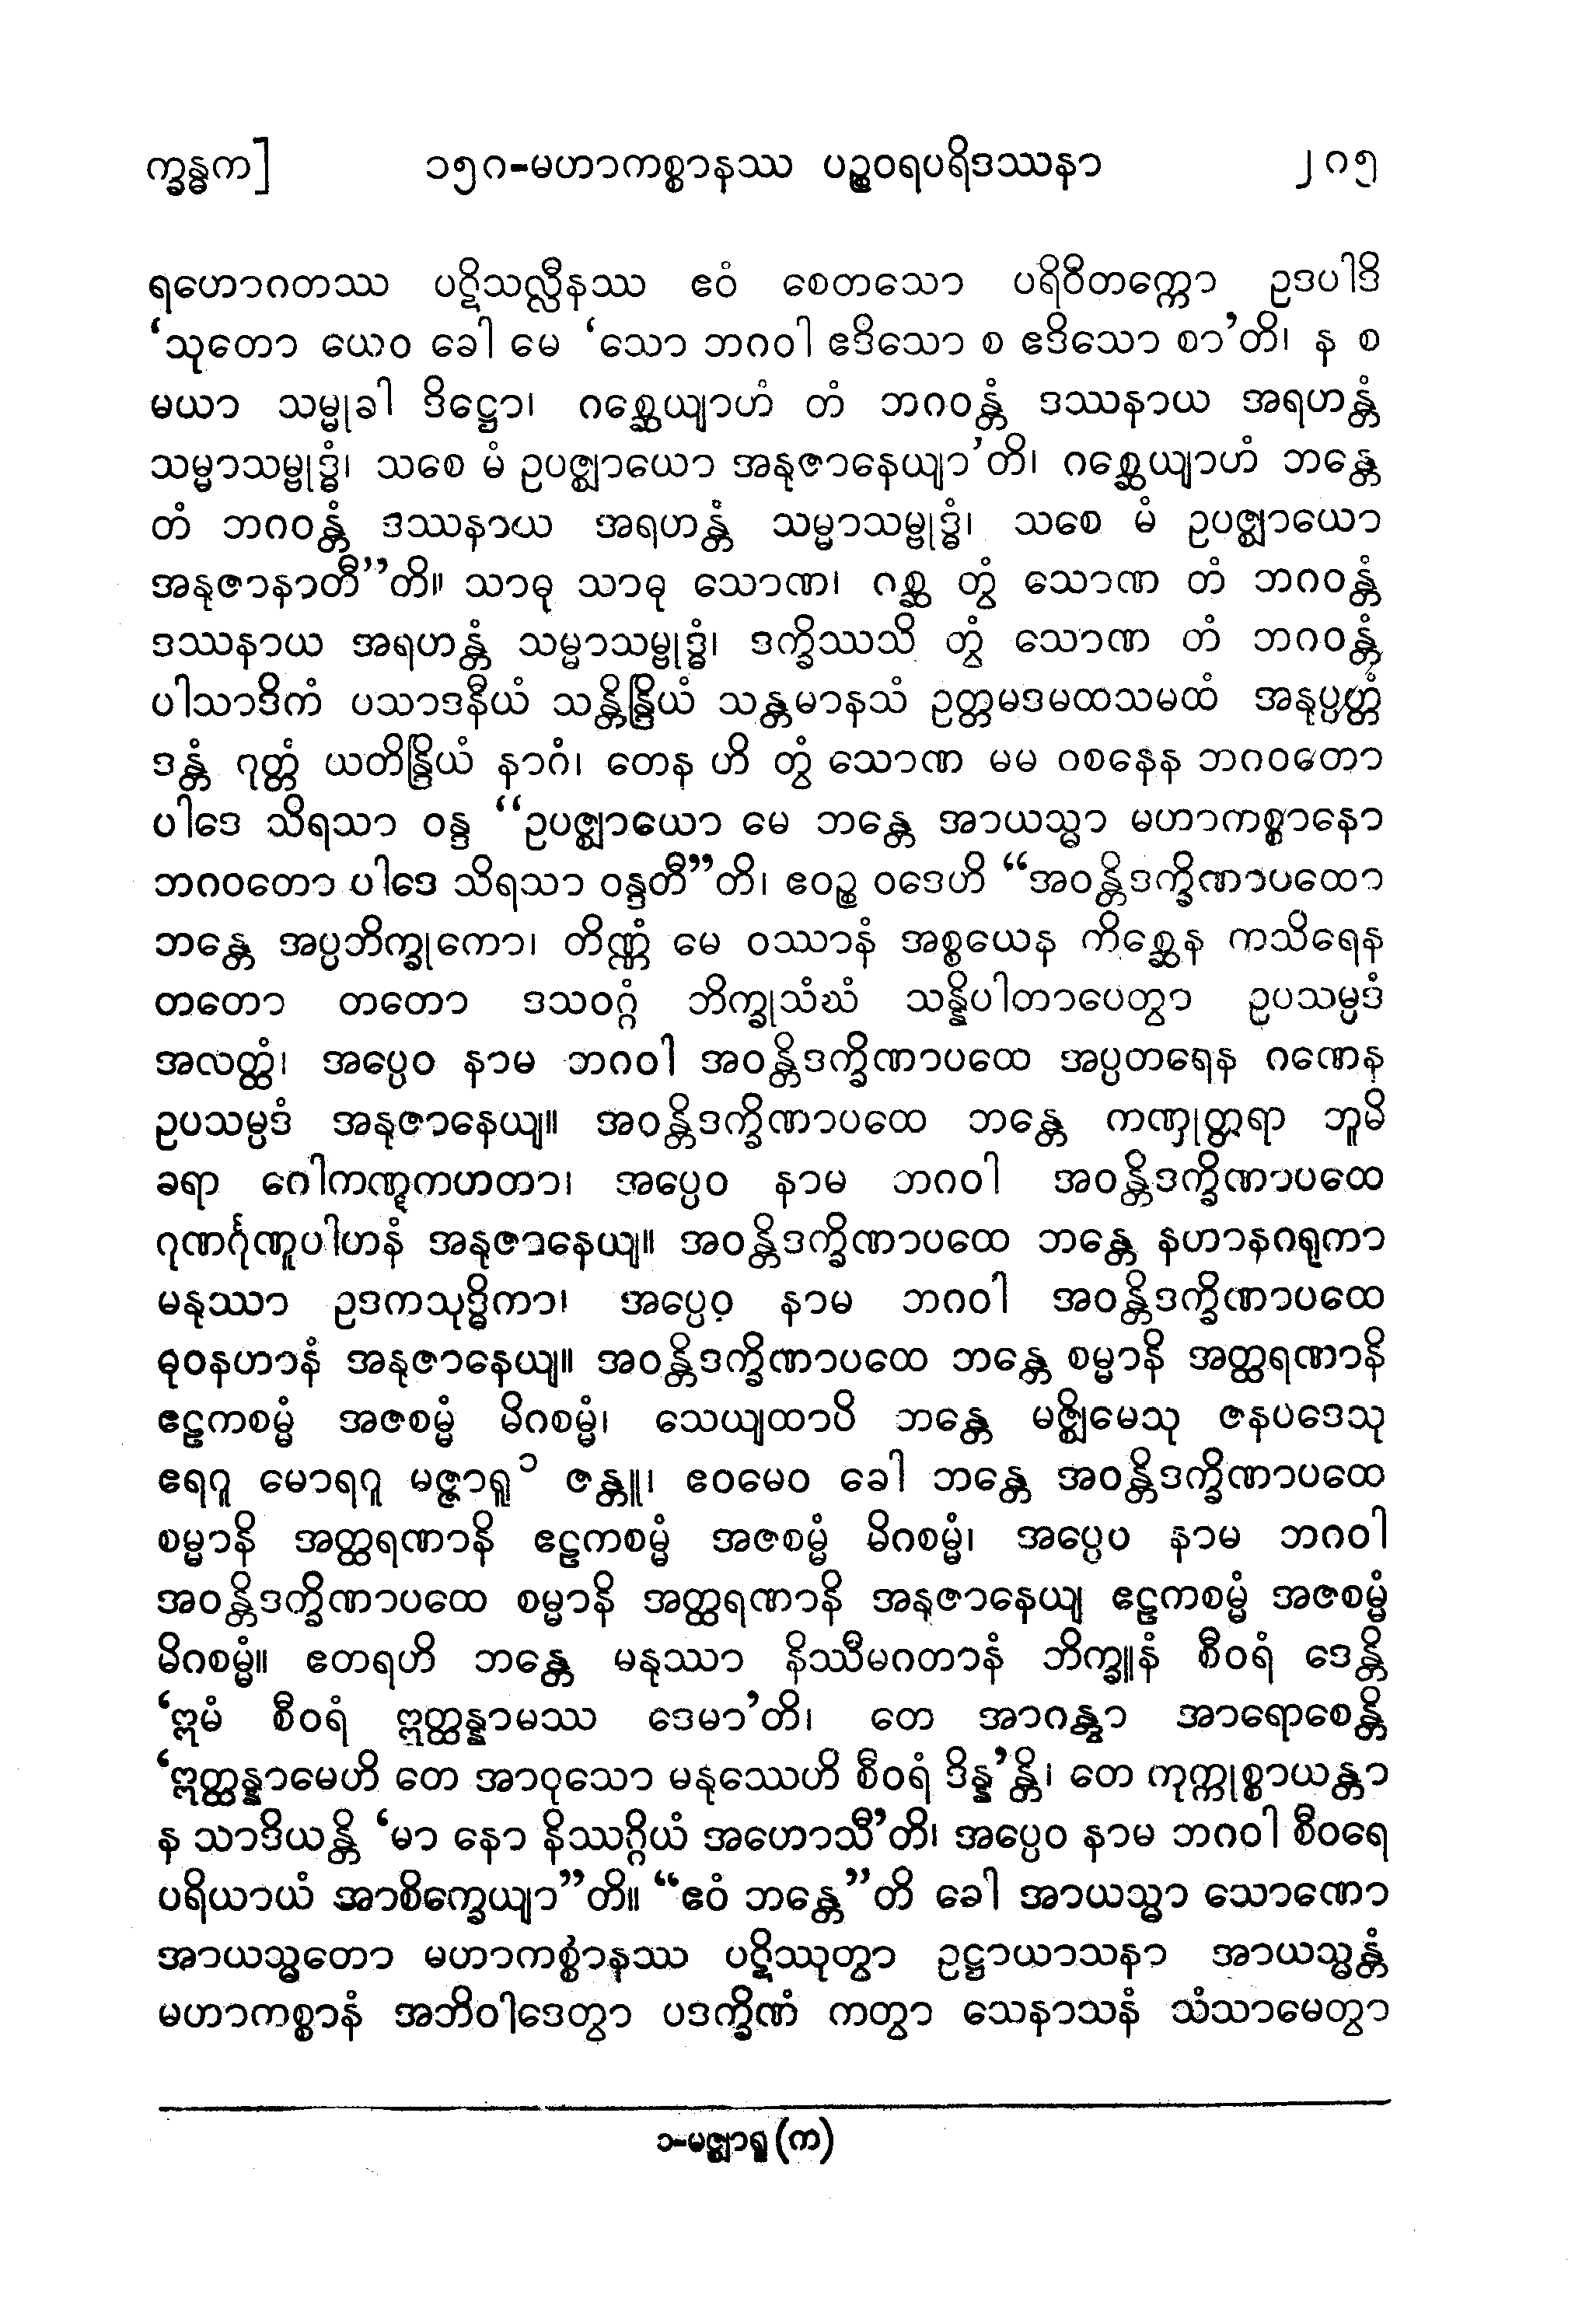 က္ခန္ဓက] ၁၅၈-မဟာကစ္စာနဿ ပဉ္စဝရပရိဒဿနာ ၂၈၅
ရဟောဂတဿ ပဋိသလ္လီနဿ ဧဝံ စေတသော ပရိဝိတက္ကော ဥဒပါဒိ
‘သုတော ယေဝ ခေါ မေ ‘သော ဘဂဝါ ဧဒိသော စ ဧဒိသော စာ’တိ၊ န စ
မယာ သမ္မုခါ ဒိဋ္ဌော၊ ဂစ္ဆေယျာဟံ တံ ဘဂဝန္တံ ဒဿနာယ အရဟန္တံ
သမ္မာသမ္ဗုဒ္ဓံ၊ သစေ မံ ဥပဇ္ဈာယော အနုဇာနေယျာ’တိ၊ ဂစ္ဆေယျာဟံ ဘန္တေ
တံ ဘဂဝန္တံ ဒဿနာယ အရဟန္တံ သမ္မာသမ္ဗုဒ္ဓံ၊ သစေ မံ ဥပဇ္ဈာယော
အနုဇာနာတီ’’တိ။ သာဓု သာဓု သောဏ၊ ဂစ္ဆ တွံ သောဏ တံ ဘဂဝန္တံ
ဒဿနာယ အရဟန္တံ သမ္မာသမ္ဗုဒ္ဓံ၊ ဒက္ခိဿသိ တွံ သောဏ တံ ဘဂဝန္တံ
ပါသာဒိကံ ပသာဒနီယံ သန္တိန္ဒြိယံ သန္တမာနသံ ဥတ္တမဒမထသမထံ အနုပ္ပတ္တံ
ဒန္တံ ဂုတ္တံ ယတိန္ဒြိယံ နာဂံ၊ တေန ဟိ တွံ သောဏ မမ ဝစနေန ဘဂဝတော
ပါဒေ သိရသာ ဝန္ဒ “ဥပဇ္ဈာယော မေ ဘန္တေ အာယသ္မာ မဟာကစ္စာနော
ဘဂဝတော ပါဒေ သိရသာ ဝန္ဒတီ”တိ၊ ဧဝဉ္စ ဝဒေဟိ “အဝန္တိဒက္ခိဏာပထော
ဘန္တေ အပ္ပဘိက္ခုကော၊ တိဏ္ဏံ မေ ဝဿာနံ အစ္စယေန ကိစ္ဆေန ကသိရေန
တတော တတော ဒသဝဂ္ဂံ ဘိက္ခုသံဃံ သန္နိပါတာပေတွာ ဥပသမ္ပဒံ
အလတ္ထံ၊ အပ္ပေဝ နာမ ဘဂဝါ အဝန္တိဒက္ခိဏာပထေ အပ္ပတရေန ဂဏေန
ဥပသမ္ပဒံ အနုဇာနေယျ။ အဝန္တိဒက္ခိဏာပထေ ဘန္တေ ကဏှုတ္တရာ ဘူမိ
ခရာ ဂေါကဏ္ဋကဟတာ၊ အပ္ပေဝ နာမ ဘဂဝါ အဝန္တိဒက္ခိဏာပထေ
ဂုဏင်္ဂုဏူပါဟနံ အနုဇာနေယျ။ အဝန္တိဒက္ခိဏာပထေ ဘန္တေ နဟာနဂရုကာ
မနုဿာ ဥဒကသုဒ္ဓိကာ၊ အပ္ပေဝ နာမ ဘဂဝါ အဝန္တိဒက္ခိဏာပထေ
ဓုဝနဟာနံ အနုဇာနေယျ။ အဝန္တိဒက္ခိဏာပထေ ဘန္တေ စမ္မာနိ အတ္ထရဏာနိ
ဧဠကစမ္မံ အဇစမ္မံ မိဂစမ္မံ၊ သေယျထာပိ ဘန္တေ မဇ္ဈိမေသု ဇနပဒေသု
ဧရဂူ မောရဂူ မဇ္ဇာရူ ၁ ဇန္တူ၊ ဧဝမေဝ ခေါ ဘန္တေ အဝန္တိဒက္ခိဏာပထေ
စမ္မာနိ အတ္ထရဏာနိ ဧဠကစမ္မံ အဇစမ္မံ မိဂစမ္မံ၊ အပ္ပေဝ နာမ ဘဂဝါ
အဝန္တိဒက္ခိဏာပထေ စမ္မာနိ အတ္ထရဏာနိ အနုဇာနေယျ ဧဠကစမ္မံ အဇစမ္မံ
မိဂစမ္မံ။ ဧတရဟိ ဘန္တေ မနုဿာ နိဿီမဂတာနံ ဘိက္ခူနံ စီဝရံ ဒေန္တိ
‘ဣမံ စီဝရံ ဣတ္ထန္နာမဿ ဒေမာ’တိ၊ တေ အာဂန္တွာ အာရောစေန္တိ
‘ဣတ္ထန္နာမေဟိ တေ အာဝုသော မနုဿေဟိ စီဝရံ ဒိန္န’န္တိ၊ တေ ကုက္ကုစ္စာယန္တာ
န သာဒိယန္တိ ‘မာ နော နိဿဂ္ဂိယံ အဟောသီ’တိ၊ အပ္ပေဝ နာမ ဘဂဝါ စီဝရေ
ပရိယာယံ အာစိက္ခေယျာ”တိ။ “ဧဝံ ဘန္တေ”တိ ခေါ အာယသ္မာ သောဏော
အာယသ္မတော မဟာကစ္စာနဿ ပဋိဿုတွာ ဥဋ္ဌာယာသနာ အာယသ္မန္တံ
မဟာကစ္စာနံ အဘိဝါဒေတွာ ပဒက္ခိဏံ ကတွာ သေနာသနံ သံသာမေတွာ
၁-မဇ္ဈာရူ (က)